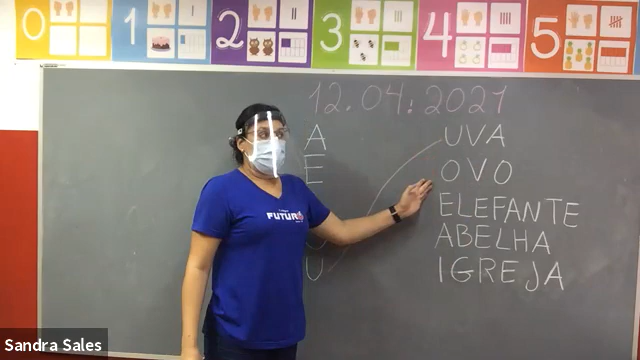 0 1 2 3 4 5
12.04.2021
A UVA
E OVO
ELEFANTE
ABELHA
U IGREJA
FUTURO
Sandra Sales